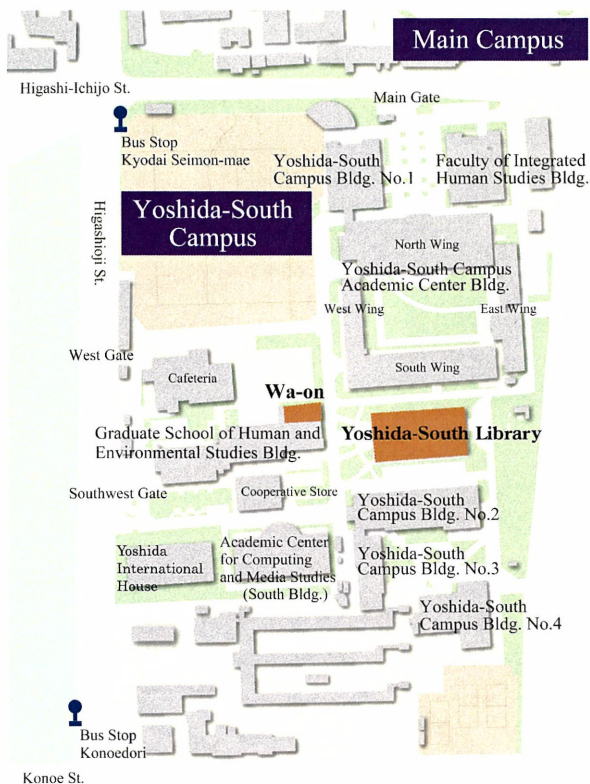 Main Campus
Higashi-Ichijo St.
Main Gate
Bus Stop
Kyodai Seimon-mae
Yoshida-South
Campus Bldg. No.1
Faculty of Integrated
Human Studies Bldg.
Yoshida-South
Campus
Higashioji St.
North Wing
Yoshida-South Campus
Academic Center Bldg.
West Wing
East Wing
South Wing
West Gate
Cafeteria
Wa-on
Graduate School of Human and
Environmental Studies Bldg.
Yoshida-South Library
Southwest Gate
Cooperative Store
Yoshida-South
Campus Bldg. No.2
Yoshida
International
House
Academic Center
for Computing
and Media Studies
(South Bldg.)
Yoshida-South
Campus Bldg. No.3
Yoshida-South
Campus Bldg. No.4
Bus Stop
Konoedori
Konoe St.